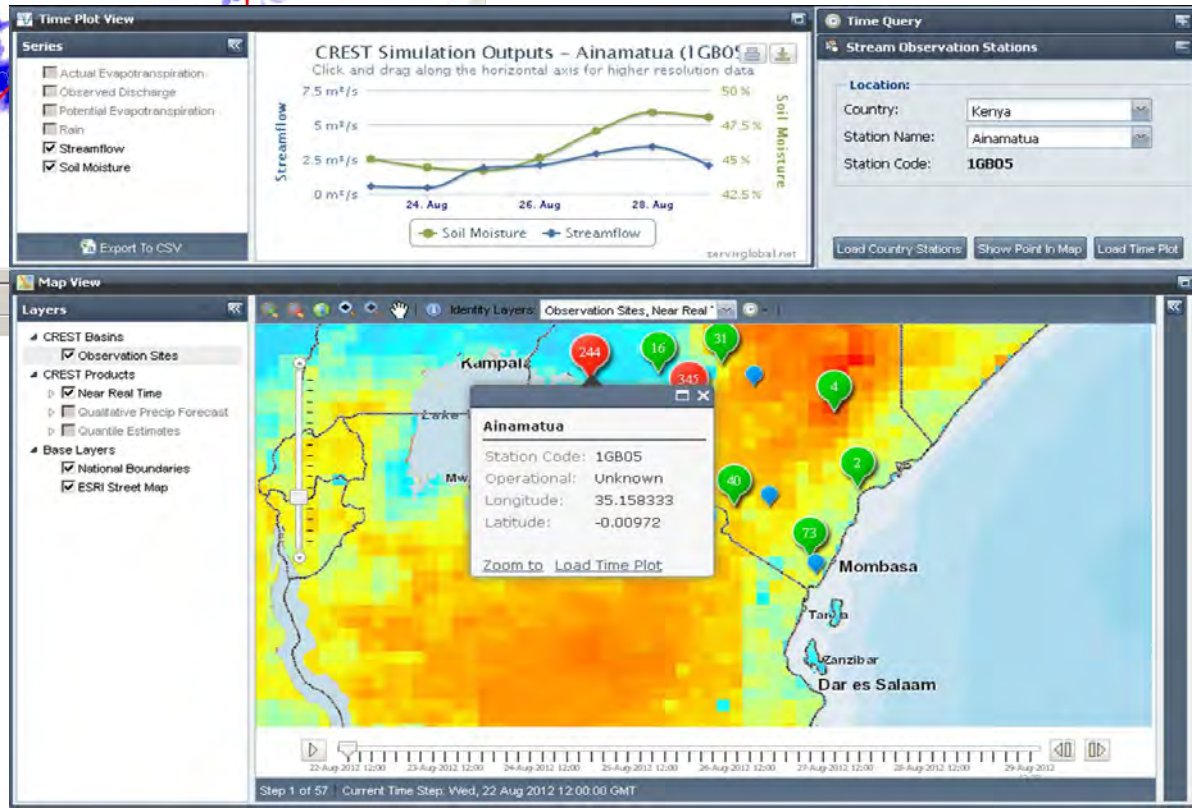 Time Plot View
Series
Actual Evapotranspiration
Observed Discharge
Potential Evapotranspiration
Rain
Streamflow
Soil Moisture
Export To CSV
CREST Simulation Outputs - Ainamatua (1GB05
Click and drag along the horizontal axis for higher resolution data
7.5 m³/s
5 m³/s
2.5 m³/s
0 m³/s
Streamflow
50 %
47.5 %
45 %
42.5 %
Soil Moisture
24. Aug
26. Aug
28. Aug
Soil Moisture
Streamflow
servirglobal.net
Time Query
Stream Observation Stations
Location:
Country: Kenya
Station Name: Ainamatua
Station Code: 1GB05
Load Country Stations
Show Point In Map
Load Time Plot
Map View
Layers
CREST Basins
Observation Sites
CREST Products
Near Real Time
Qualitative Precip Forecast
Quantile Estimates
Base Layers
National Boundaries
ESRI Street Map
Identity Layers: Observation Sites, Near Real
244
16
31
345
4
2
40
73
Kampala
Lake
Mw
Ainamatua
Station Code: 1GB05
Operational: Unknown
Longitude: 35.158333
Latitude: -0.00972
Zoom to
Load Time Plot
Mombasa
Zanzibar
Dar es Salaam
22-Aug-2012 12:00
23-Aug-2012 12:00
24-Aug-2012 12:00
25-Aug-2012 12:00
26-Aug-2012 12:00
27-Aug-2012 12:00
28-Aug-2012 12:00
29-Aug-2012
Step 1 of 57
Current Time Step: Wed, 22 Aug 2012 12:00:00 GMT